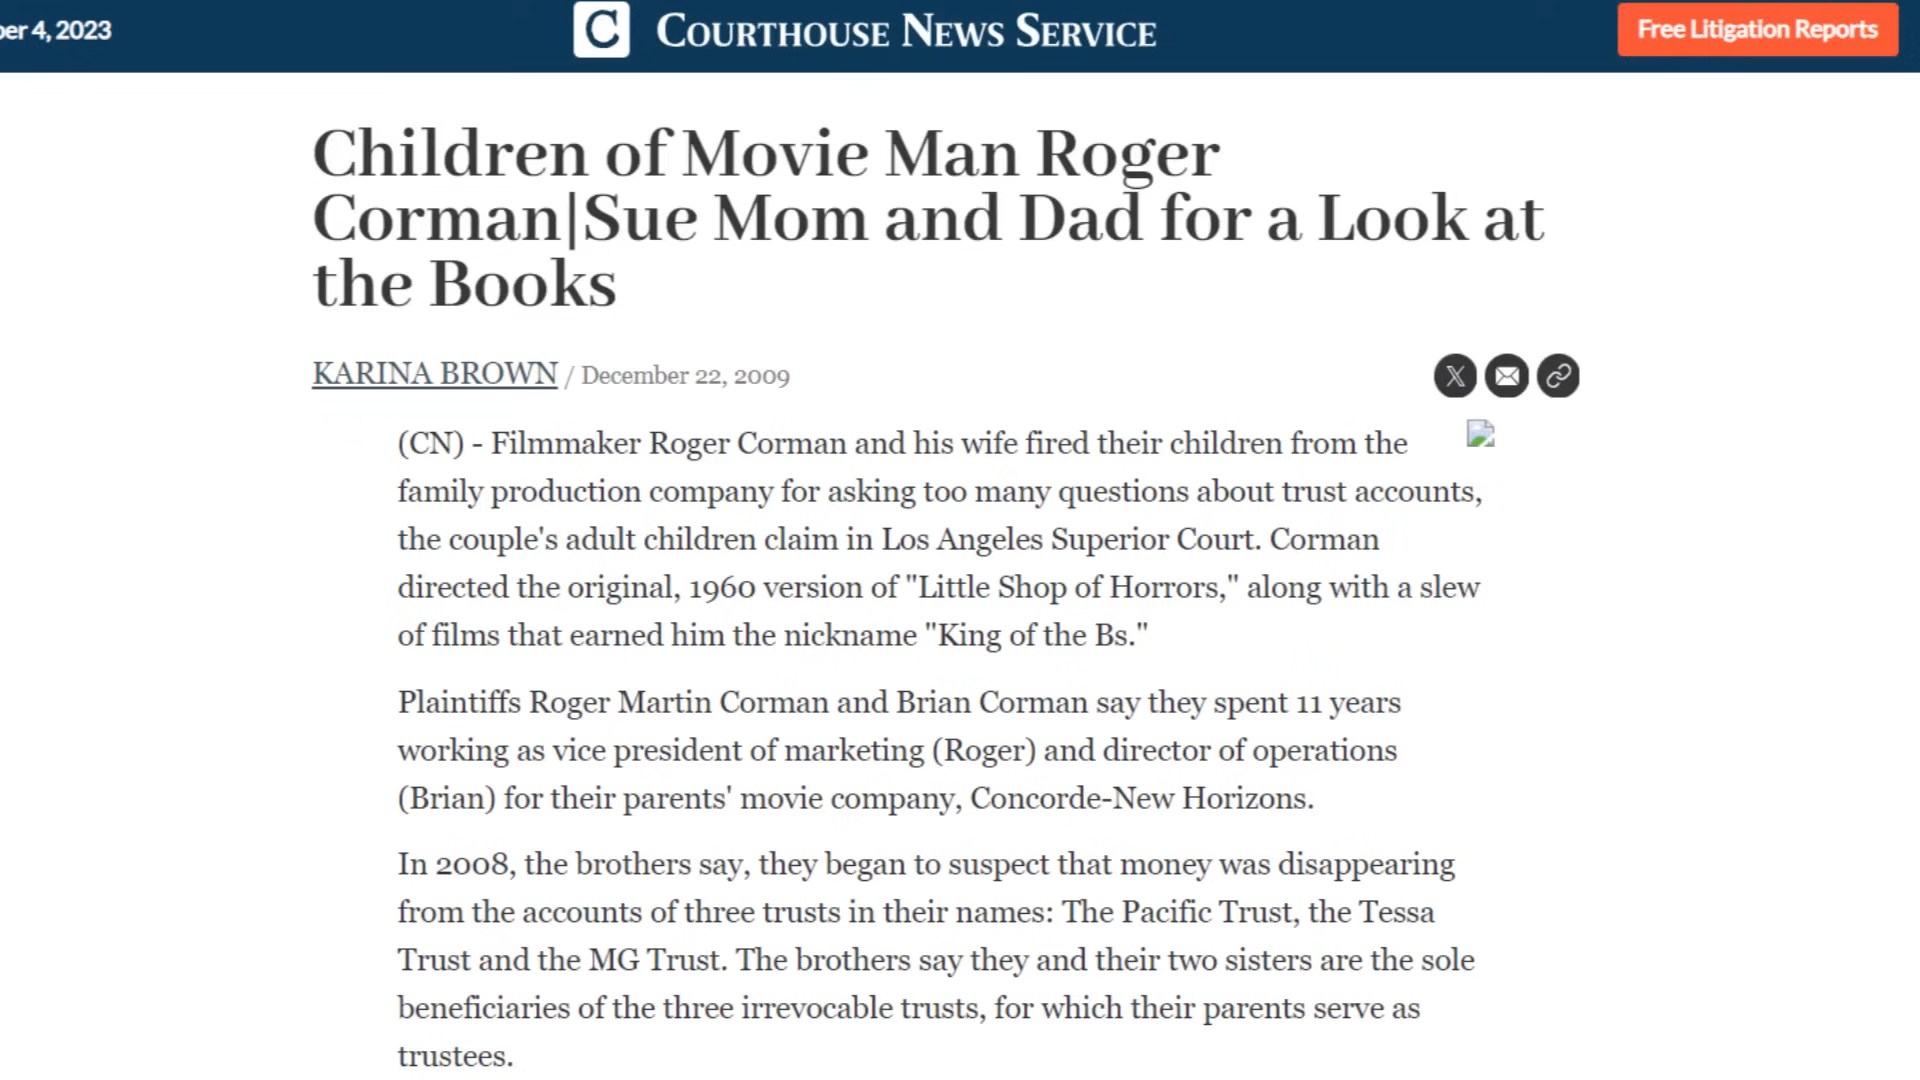 er 4, 2023
C
COURTHOUSE NEWS SERVICE
Free Litigation Reports
Children of Movie Man Roger
Corman|Sue Mom and Dad for a Look at
the Books
KARINA BROWN / December 22, 2009
(CN) - Filmmaker Roger Corman and his wife fired their children from the
family production company for asking too many questions about trust accounts,
the couple's adult children claim in Los Angeles Superior Court. Corman
directed the original, 1960 version of "Little Shop of Horrors," along with a slew
of films that earned him the nickname "King of the Bs."
Plaintiffs Roger Martin Corman and Brian Corman say they spent 11 years
working as vice president of marketing (Roger) and director of operations
(Brian) for their parents' movie company, Concorde-New Horizons.
In 2008, the brothers say, they began to suspect that money was disappearing
from the accounts of three trusts in their names: The Pacific Trust, the Tessa
Trust and the MG Trust. The brothers say they and their two sisters are the sole
beneficiaries of the three irrevocable trusts, for which their parents serve as
trustees.